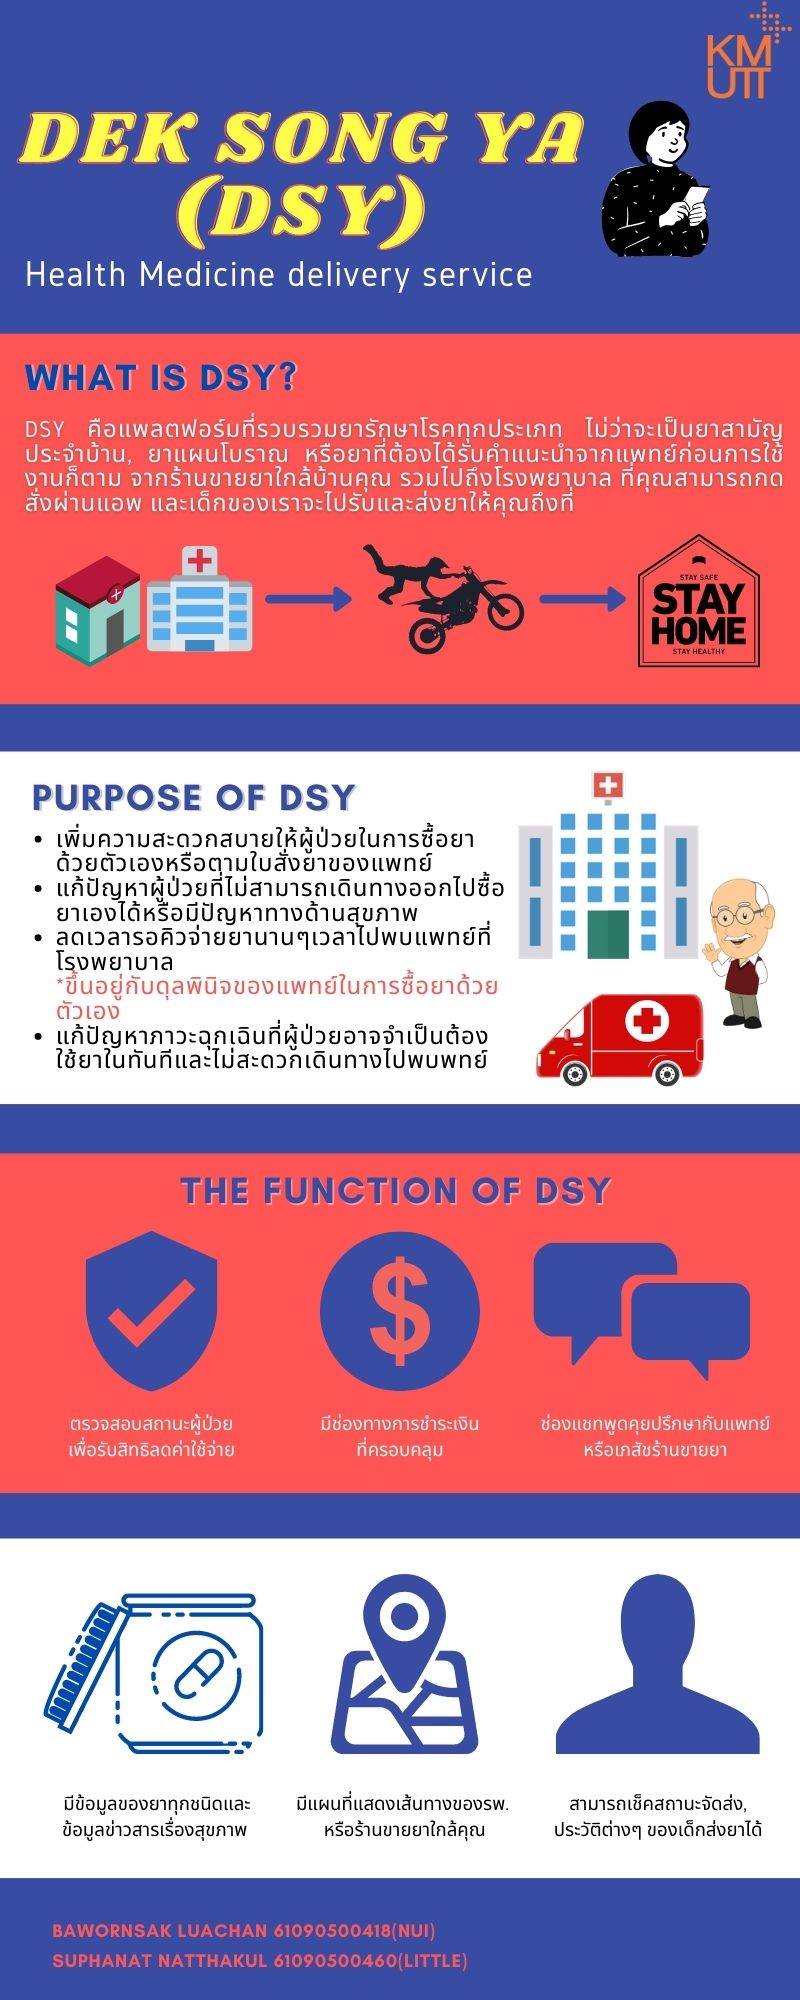 KM
UTT
DEK SONG YA
(DSY)
Health Medicine delivery service
WHAT IS DSY?
DSY คือแพลตฟอร์มที่รวบรวมยารักษาโรคทุกประเภท ไม่ว่าจะเป็นยาสามัญ
ประจำบ้าน, ยาแผนโบราณ หรือยาที่ต้องได้รับคำแนะนำจากแพทย์ก่อนการใช้
งานก็ตาม จากร้านขายยาใกล้บ้านคุณ รวมไปถึงโรงพยาบาล ที่คุณสามารถกด
สั่งผ่านแอพ และเด็กของเราจะไปรับและส่งยาให้คุณถึงที่
STAY SAFE
STAY
HOME
STAY HEALTHY
PURPOSE OF DSY
• เพิ่มความสะดวกสบายให้ผู้ป่วยในการซื้อยา
ด้วยตัวเองหรือตามใบสั่งยาของแพทย์
• แก้ปัญหาผู้ป่วยที่ไม่สามารถเดินทางออกไปซื้อ
ยาเองได้หรือมีปัญหาทางด้านสุขภาพ
• ลดเวลารอคิวจ่ายยานานๆเวลาไปพบแพทย์ที่
โรงพยาบาล
*ขึ้นอยู่กับดุลพินิจของแพทย์ในการซื้อยาด้วย
ตัวเอง
• แก้ปัญหาภาวะฉุกเฉินที่ผู้ป่วยอาจจำเป็นต้อง
ใช้ยาในทันทีและไม่สะดวกเดินทางไปพบพทย์
THE FUNCTION OF DSY
$
ตรวจสอบสถานะผู้ป่วย
เพื่อรับสิทธิลดค่าใช้จ่าย
มีช่องทางการชำระเงิน
ที่ครอบคลุม
ช่องแชทพูดคุยปรึกษากับแพทย์
หรือเภสัชร้านขายยา
มีข้อมูลของยาทุกชนิดและ
ข้อมูลข่าวสารเรื่องสุขภาพ
มีแผนที่แสดงเส้นทางของรพ.
หรือร้านขายยาใกล้คุณ
สามารถเช็คสถานะจัดส่ง,
ประวัติต่างๆ ของเด็กส่งยาได้
BAWORNSAK LUACHAN 61090500418(NUI)
SUPHANAT NATTHAKUL 61090500460(LITTLE)